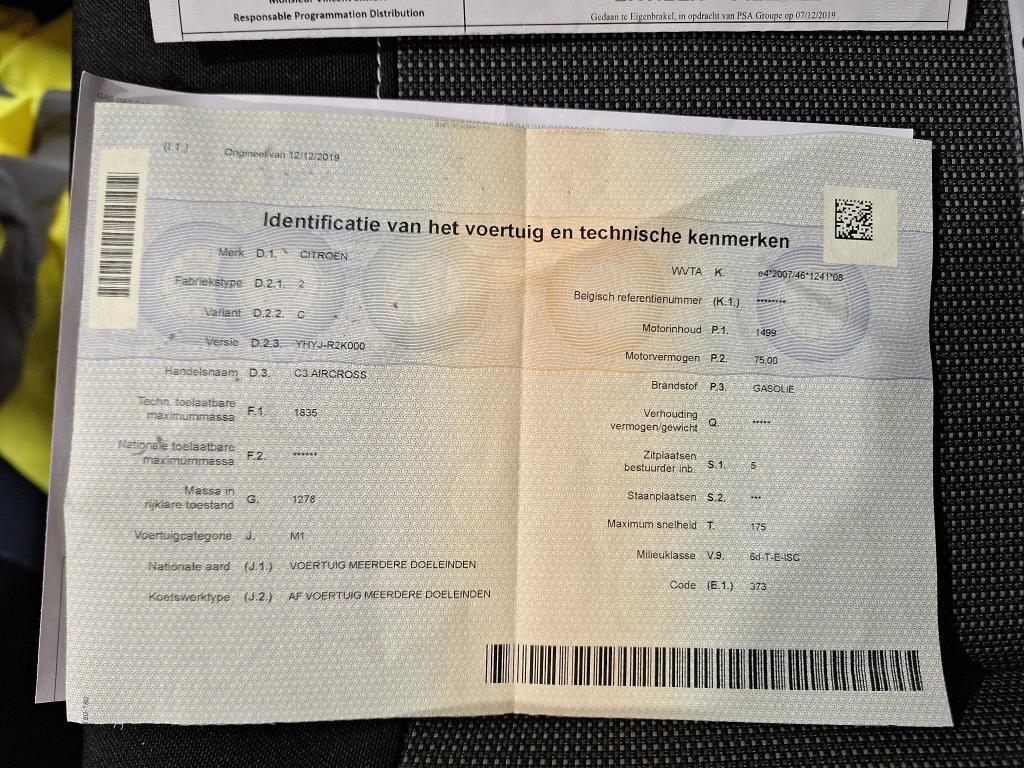 Responsable Programmation Distribution
Gedaan te Eigenbrakel, in opdracht van PSA Groupe op 07/12/2019
(I.1.) Origineel van 12/12/2019
Identificatie van het voertuig en technische kenmerken
Merk D.1. CITROEN
Fabriekstype D.2.1. 2
Variant D.2.2. C
Versie D.2.3. YHYJ-R2K000
Handelsnaam D.3. C3 AIRCROSS
Techn. toelaatbare
maximummassa F.1. 1835
Nationale toelaatbare
maximummassa F.2. ******
Massa in
rijklare toestand G. 1278
Voertuigcategorie J. M1
Nationale aard (J.1.) VOERTUIG MEERDERE DOELEINDEN
Koetswerktype (J.2.) AF VOERTUIG MEERDERE DOELEINDEN
WVTA K. e4*2007/46*1241*08
Belgisch referentienummer (K.1.) ********
Motorinhoud P.1. 1499
Motorvermogen P.2. 75.00
Brandstof P.3. GASOLIE
Verhouding
vermogen/gewicht Q. *****
Zitplaatsen
bestuurder inb. S.1. 5
Staanplaatsen S.2. ***
Maximum snelheid T. 175
Milieuklasse V.9. 6d-T-E-ISC
Code (E.1.) 373